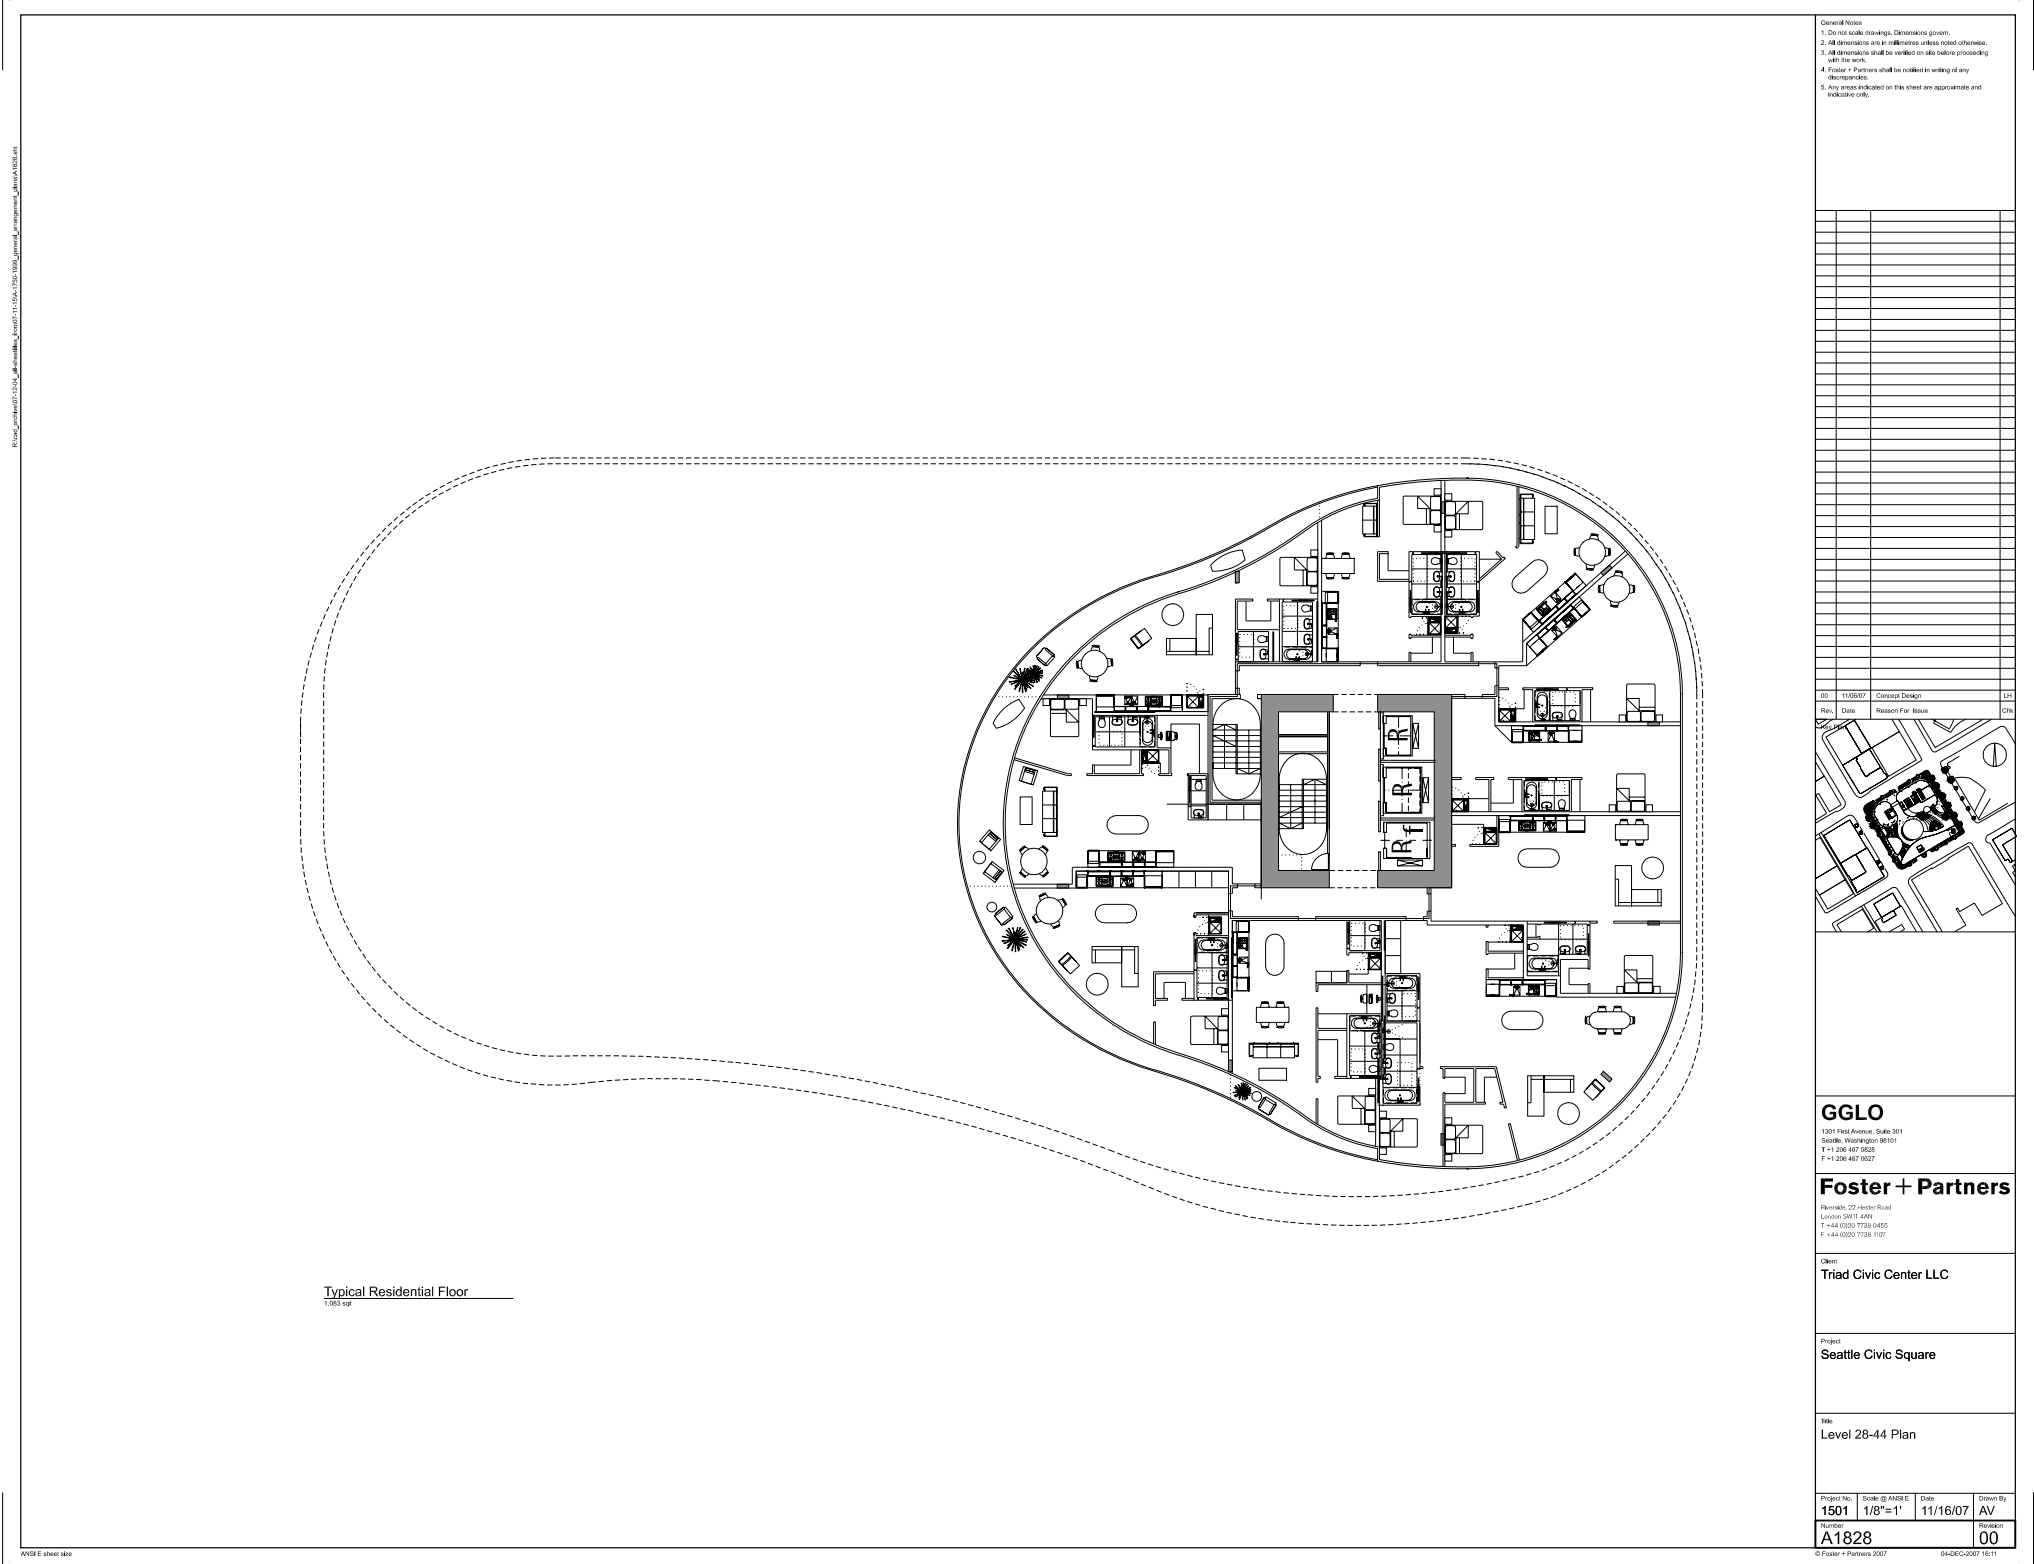 General Notes
1. Do not scale drawings. Dimensions govern.
2. All dimensions are in millimetres unless noted otherwise.
3. All dimensions shall be verified on site before proceeding
with the work.
4. Foster + Partners shall be notified in writing of any
discrepancies.
5. Any areas indicated on this sheet are approximate and
indicative only.
R
R
R f
00 11/06/07 Concept Design LH
Rev. Date Reason For Issue Chk
GGLO
1301 First Avenue, Suite 301
Seattle, Washington 98101
T +1 206 467 5828
F +1 206 467 0627
Foster + Partners
Riverside, 22 Hester Road
London SW11 4AN
T +44 (0)20 7738 0455
F +44 (0)20 7738 1107
Client
Triad Civic Center LLC
Project
Seattle Civic Square
Title
Level 28-44 Plan
Project No. Scale @ ANSI E Date Drawn By
1501 1/8"=1' 11/16/07 AV
Number Revision
A1828 00
© Foster + Partners 2007 04-DEC-2007 16:11
Typical Residential Floor
1,083 sqf
ANSI E sheet size